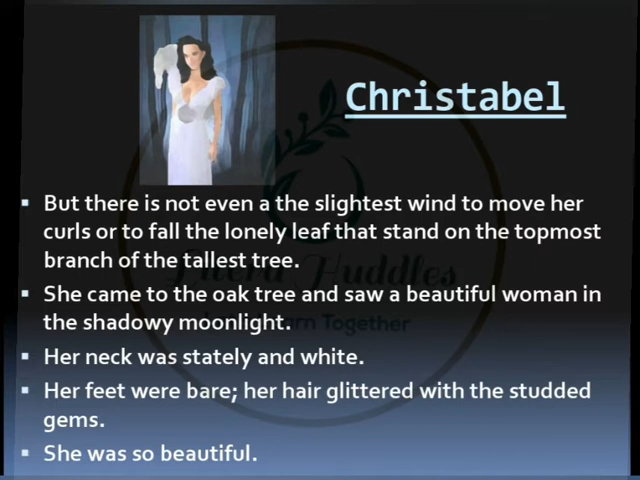 Christabel
▪ But there is not even a the slightest wind to move her
curls or to fall the lonely leaf that stand on the topmost
branch of the tallest tree.
▪ She came to the oak tree and saw a beautiful woman in
the shadowy moonlight.
▪ Her neck was stately and white.
▪ Her feet were bare; her hair glittered with the studded
gems.
▪ She was so beautiful.
Huddles
Together